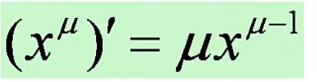 (x^μ)' = μx^{μ-1}